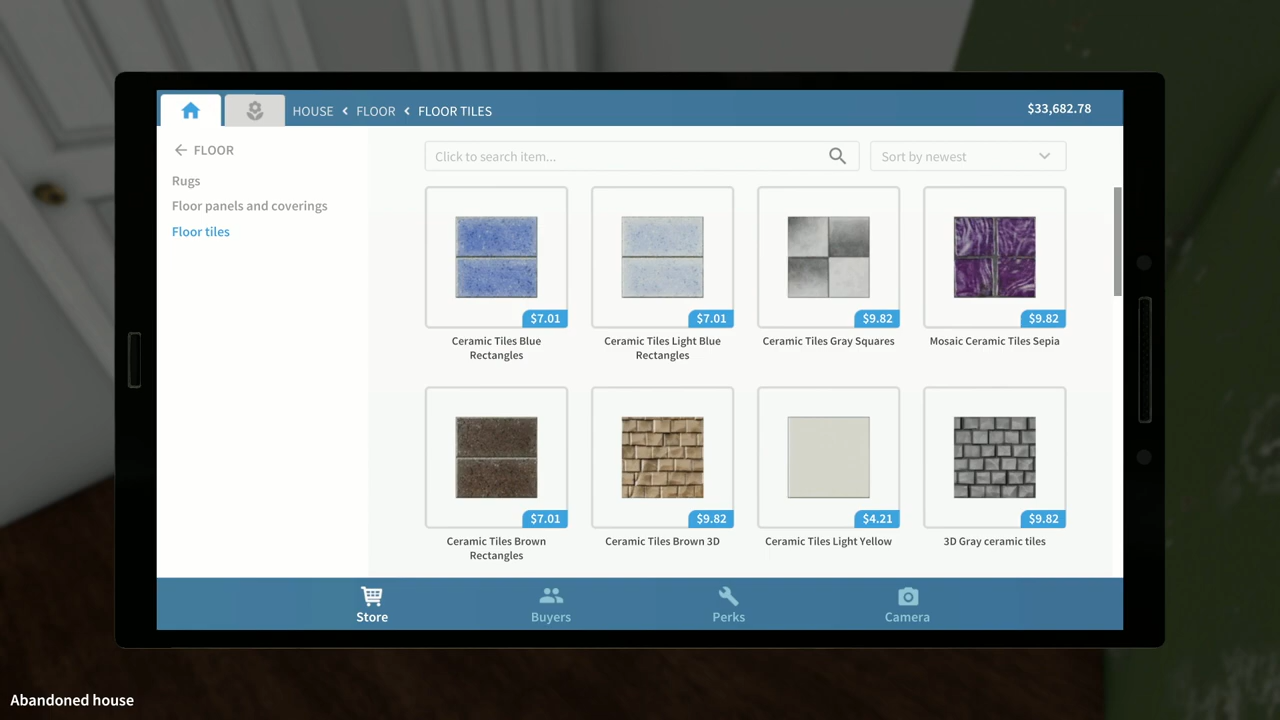 HOUSE < FLOOR < FLOOR TILES
$33,682.78
FLOOR
Rugs
Floor panels and coverings
Floor tiles
Click to search item...
Sort by newest
$7.01
$7.01
$9.82
$9.82
Ceramic Tiles Blue
Rectangles
Ceramic Tiles Light Blue
Rectangles
Ceramic Tiles Gray Squares
Mosaic Ceramic Tiles Sepia
$7.01
$9.82
$4.21
$9.82
Ceramic Tiles Brown
Rectangles
Ceramic Tiles Brown 3D
Ceramic Tiles Light Yellow
3D Gray ceramic tiles
Store
Buyers
Perks
Camera
Abandoned house